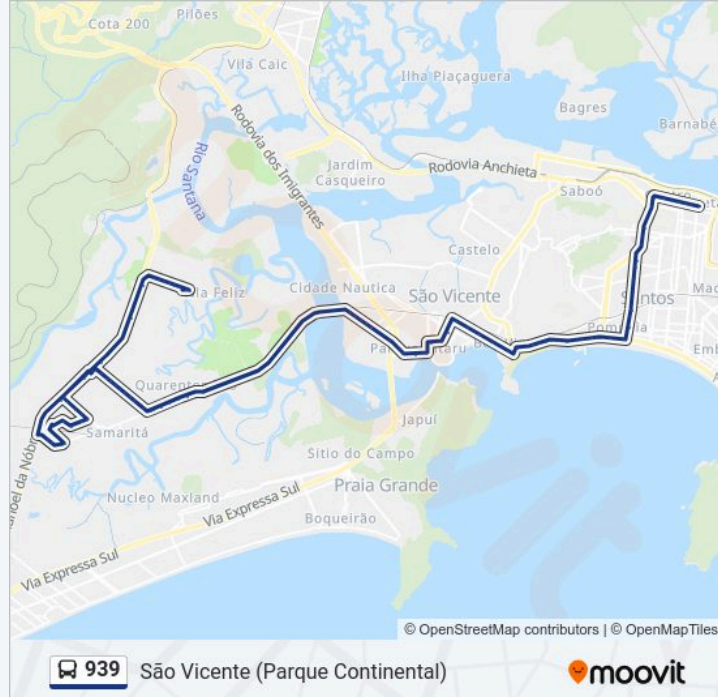 Pilões
Cota 200
Vila Caic
Ilha Piaçaguera
Bagres
Barnabé
Rodovia dos Imigrantes
Rio Santana
Jardim
Casqueiro
Rodovia Anchieta
Saboó
Castelo
Cidade Nautica
São Vicente
Santos
Quarenten
Samaritá
Japuí
Sítio do Campo
Praia Grande
Nucleo Maxland
Via Expressa Sul
Boqueirão
Via Expressa Sul
© OpenStreetMap contributors | © OpenMapTiles
939 São Vicente (Parque Continental)
moovit